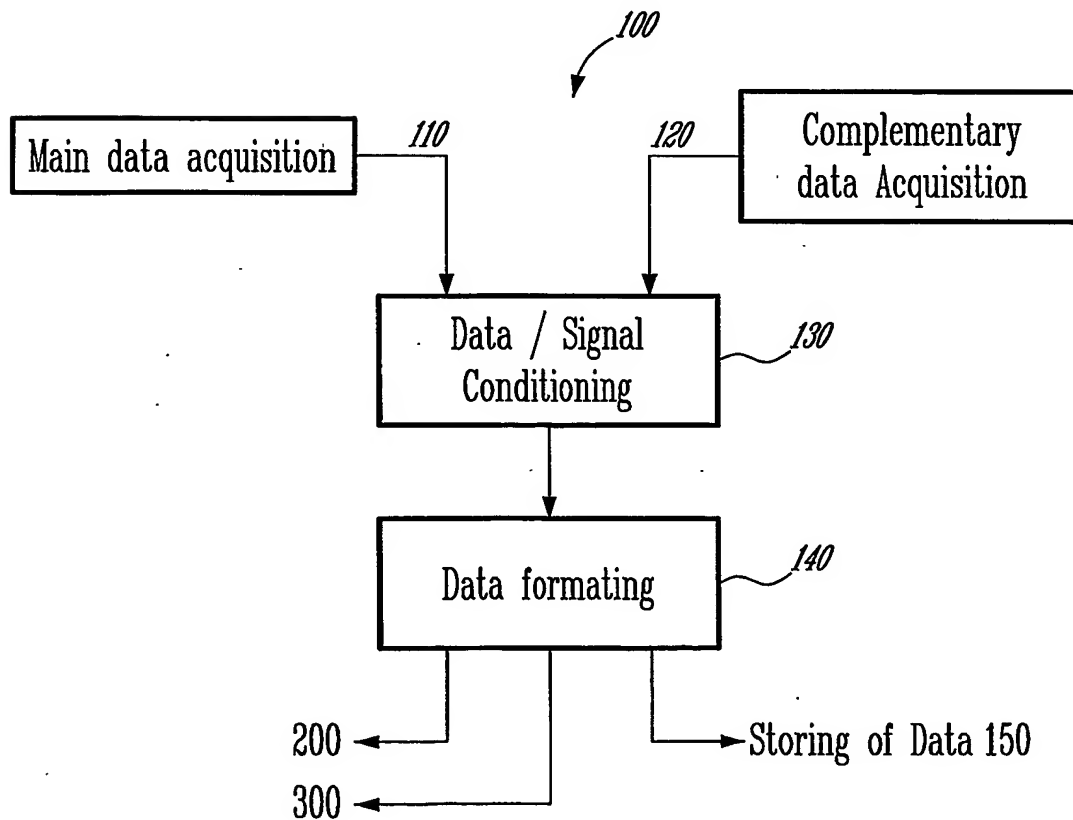 100
Main data acquisition
110
120
Complementary
data Acquisition
Data / Signal
Conditioning
130
Data formating
140
200
300
Storing of Data 150